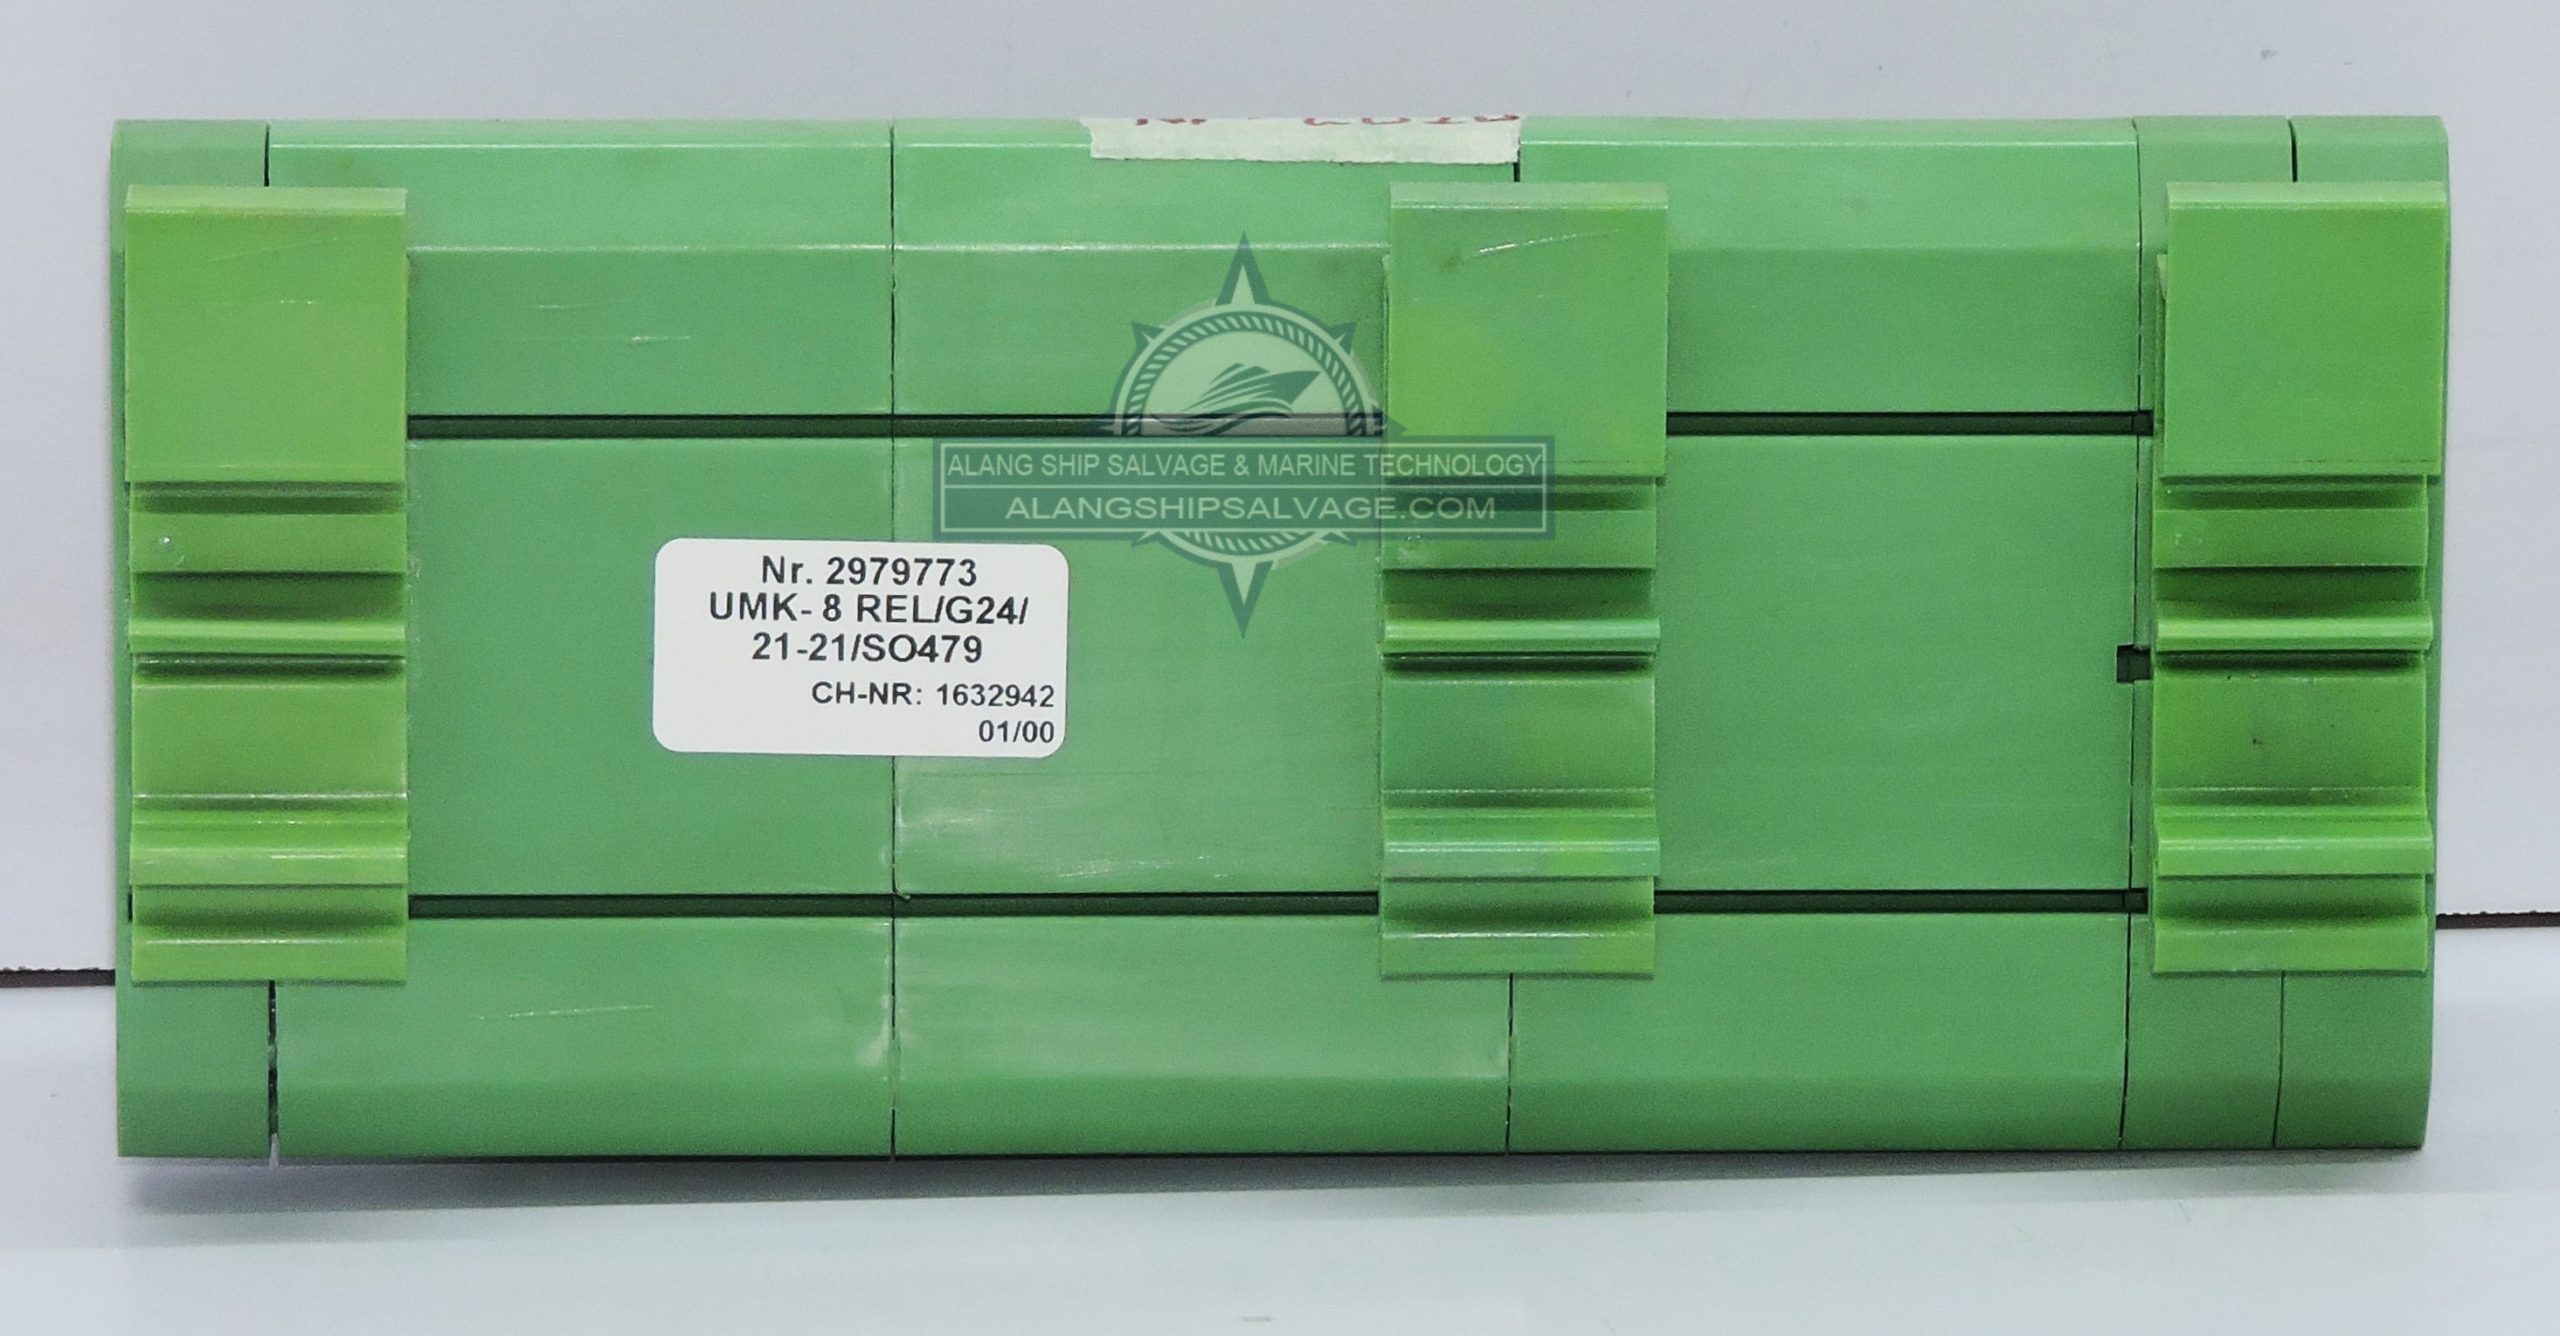 ALANG SHIP SALVAGE & MARINE TECHNOLOGY
ALANGSHIPSALVAGE.COM
Nr. 2979773
UMK- 8 REL/G24/
21-21/SO479
CH-NR: 1632942
01/00